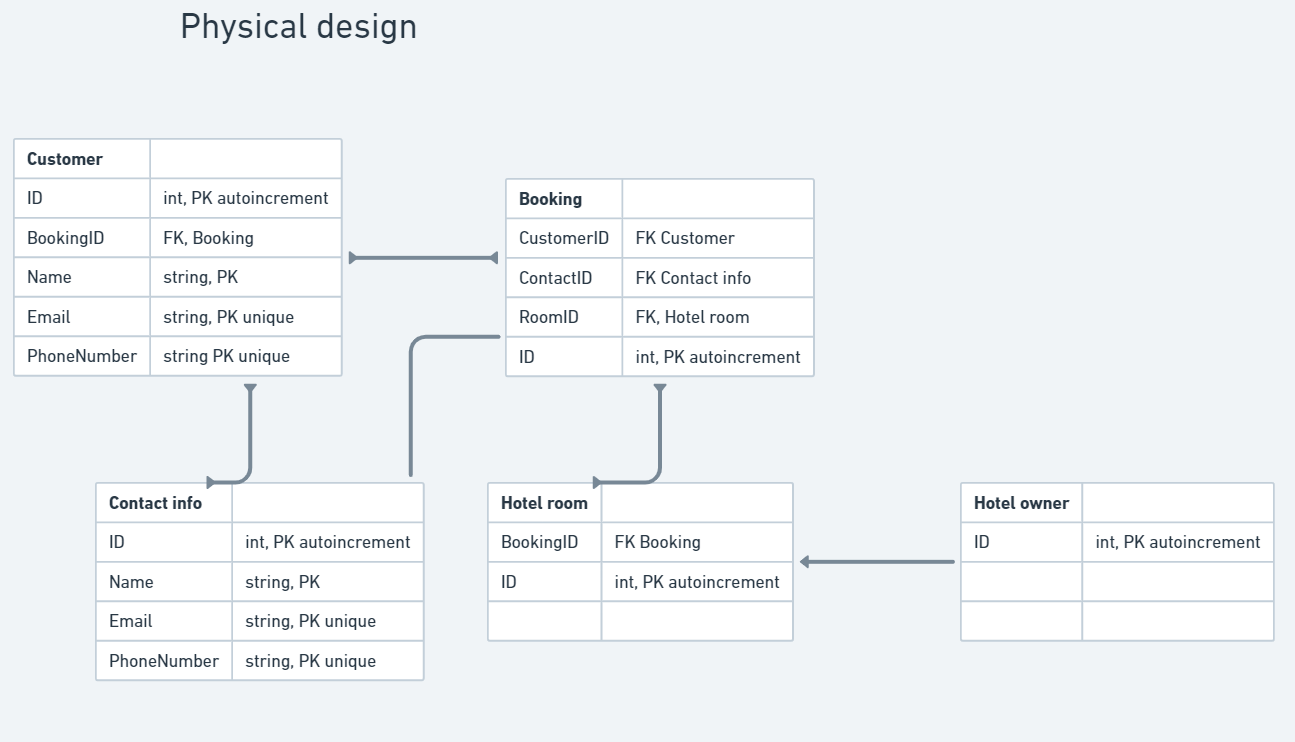 Physical design
Customer
ID int, PK autoincrement
BookingID FK, Booking
Name string, PK
Email string, PK unique
PhoneNumber string PK unique
Booking
CustomerID FK Customer
ContactID FK Contact info
RoomID FK, Hotel room
ID int, PK autoincrement
Contact info
ID int, PK autoincrement
Name string, PK
Email string, PK unique
PhoneNumber string, PK unique
Hotel room
BookingID FK Booking
ID int, PK autoincrement
Hotel owner
ID int, PK autoincrement